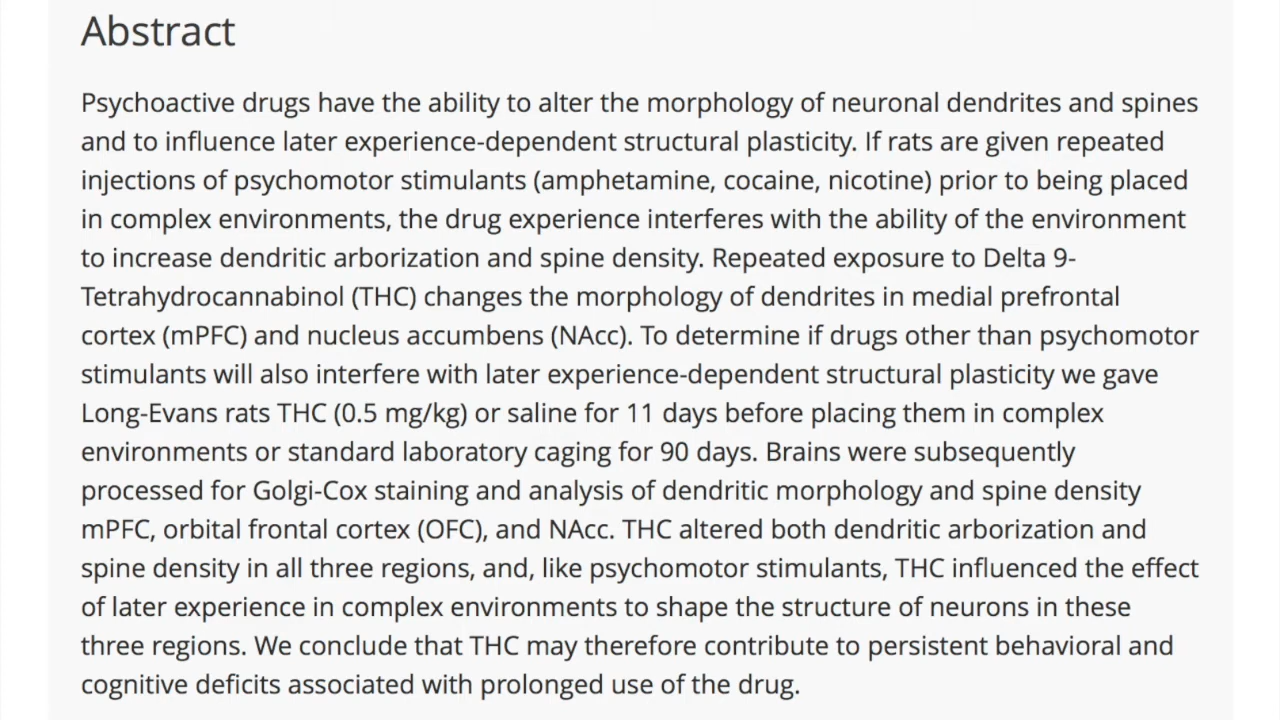 Abstract
Psychoactive drugs have the ability to alter the morphology of neuronal dendrites and spines
and to influence later experience-dependent structural plasticity. If rats are given repeated
injections of psychomotor stimulants (amphetamine, cocaine, nicotine) prior to being placed
in complex environments, the drug experience interferes with the ability of the environment
to increase dendritic arborization and spine density. Repeated exposure to Delta 9-
Tetrahydrocannabinol (THC) changes the morphology of dendrites in medial prefrontal
cortex (mPFC) and nucleus accumbens (NAcc). To determine if drugs other than psychomotor
stimulants will also interfere with later experience-dependent structural plasticity we gave
Long-Evans rats THC (0.5 mg/kg) or saline for 11 days before placing them in complex
environments or standard laboratory caging for 90 days. Brains were subsequently
processed for Golgi-Cox staining and analysis of dendritic morphology and spine density
mPFC, orbital frontal cortex (OFC), and NAcc. THC altered both dendritic arborization and
spine density in all three regions, and, like psychomotor stimulants, THC influenced the effect
of later experience in complex environments to shape the structure of neurons in these
three regions. We conclude that THC may therefore contribute to persistent behavioral and
cognitive deficits associated with prolonged use of the drug.